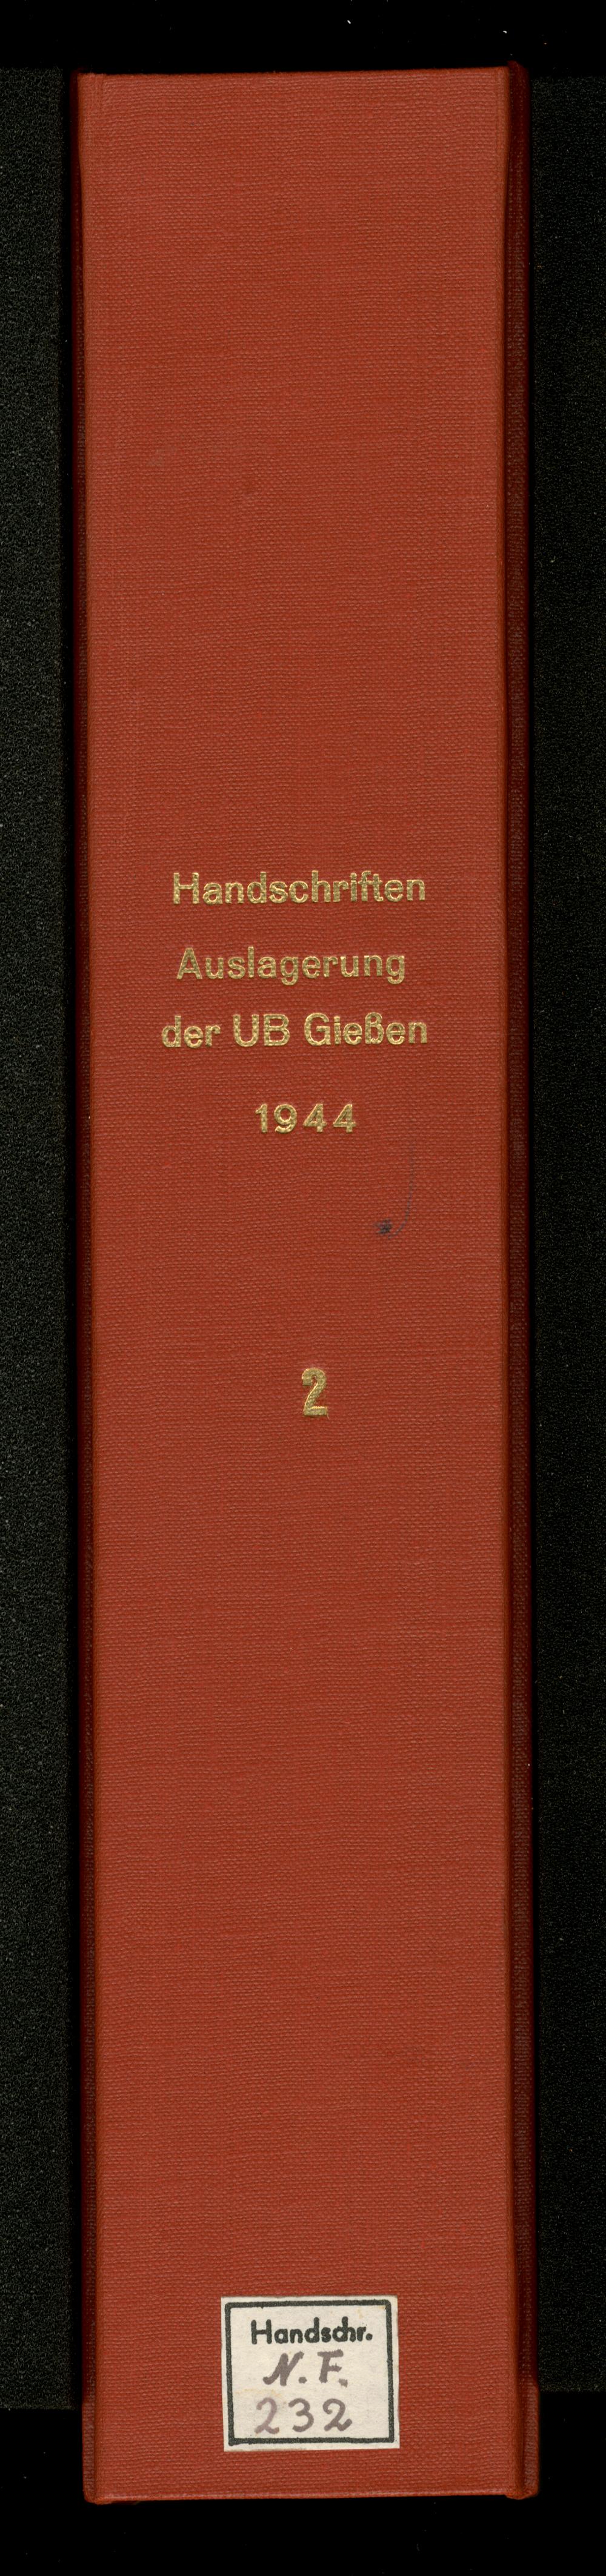 Handschriften
Auslagerung
der UB Gießen
1944
2
Handschr.
N. F.
232